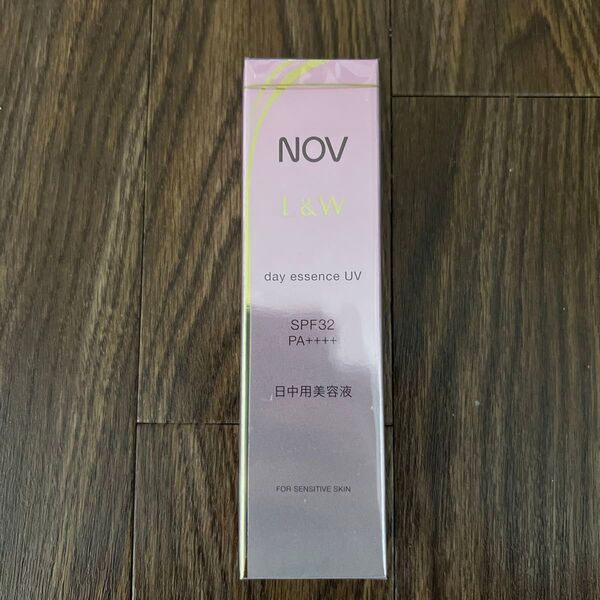 NOV
L&W
day essence UV
SPF32
PA++++
日中用美容液
FOR SENSITIVE SKIN